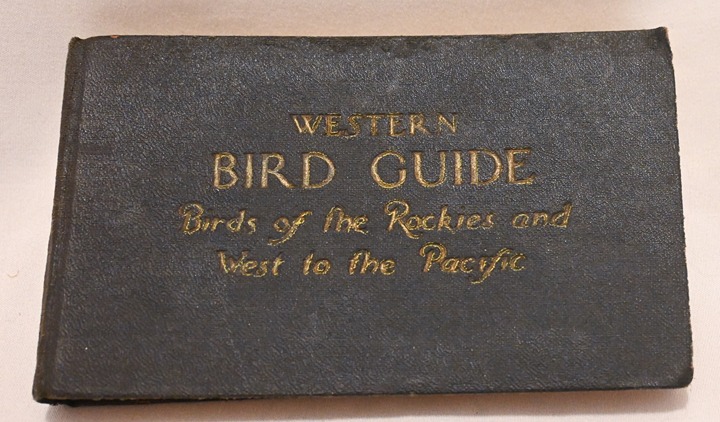 WESTERN
BIRD GUIDE
Birds of the Rockies and
West to the Pacific